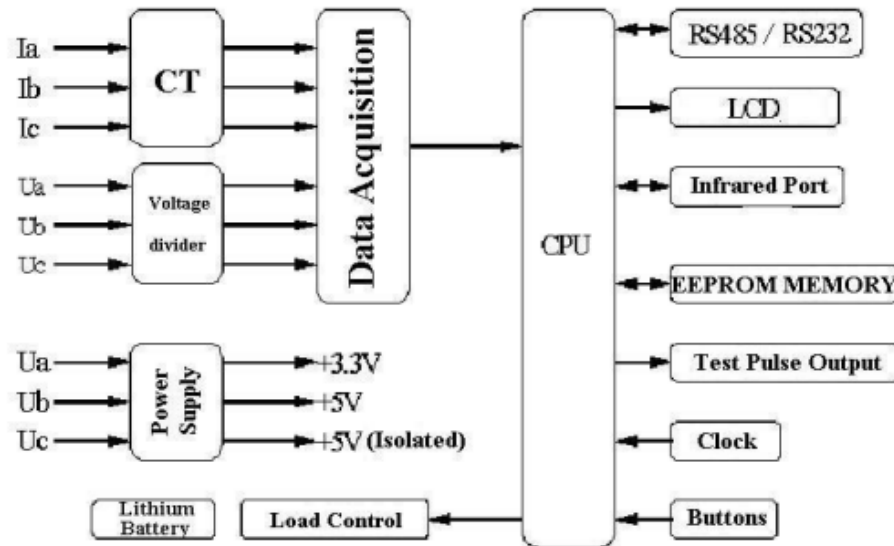 Ia
Ib
Ic
CT
Ua
Ub
Uc
Voltage
divider
Data Acquisition
CPU
RS485 / RS232
LCD
Infrared Port
EEPROM MEMORY
Test Pulse Output
Clock
Buttons
Ua
Ub
Uc
Power
Supply
+3.3V
+5V
+5V (Isolated)
Lithium
Battery
Load Control